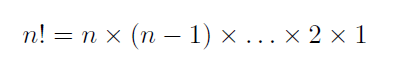 n! = n × (n − 1) × . . . × 2 × 1